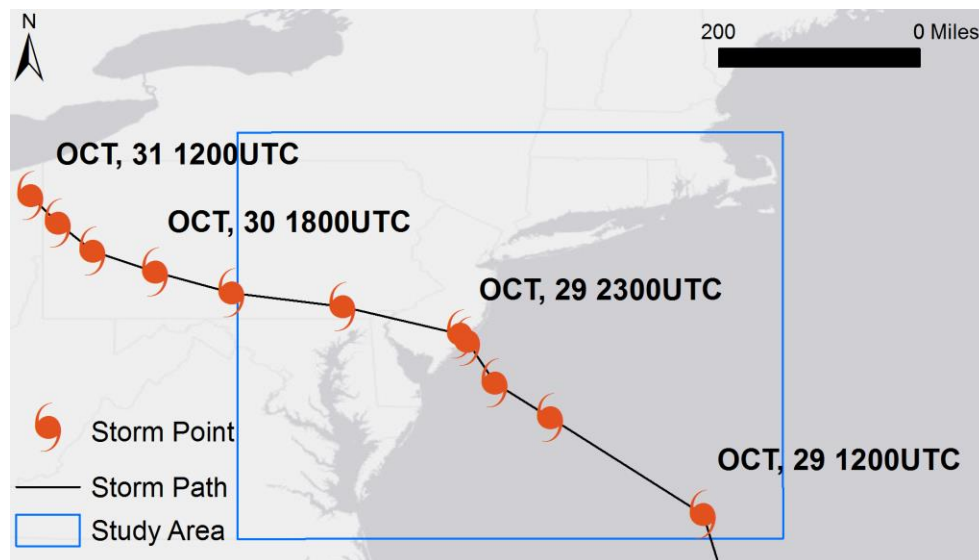 N
200 0 Miles
OCT, 31 1200UTC
OCT, 30 1800UTC
OCT, 29 2300UTC
OCT, 29 1200UTC
Storm Point
Storm Path
Study Area